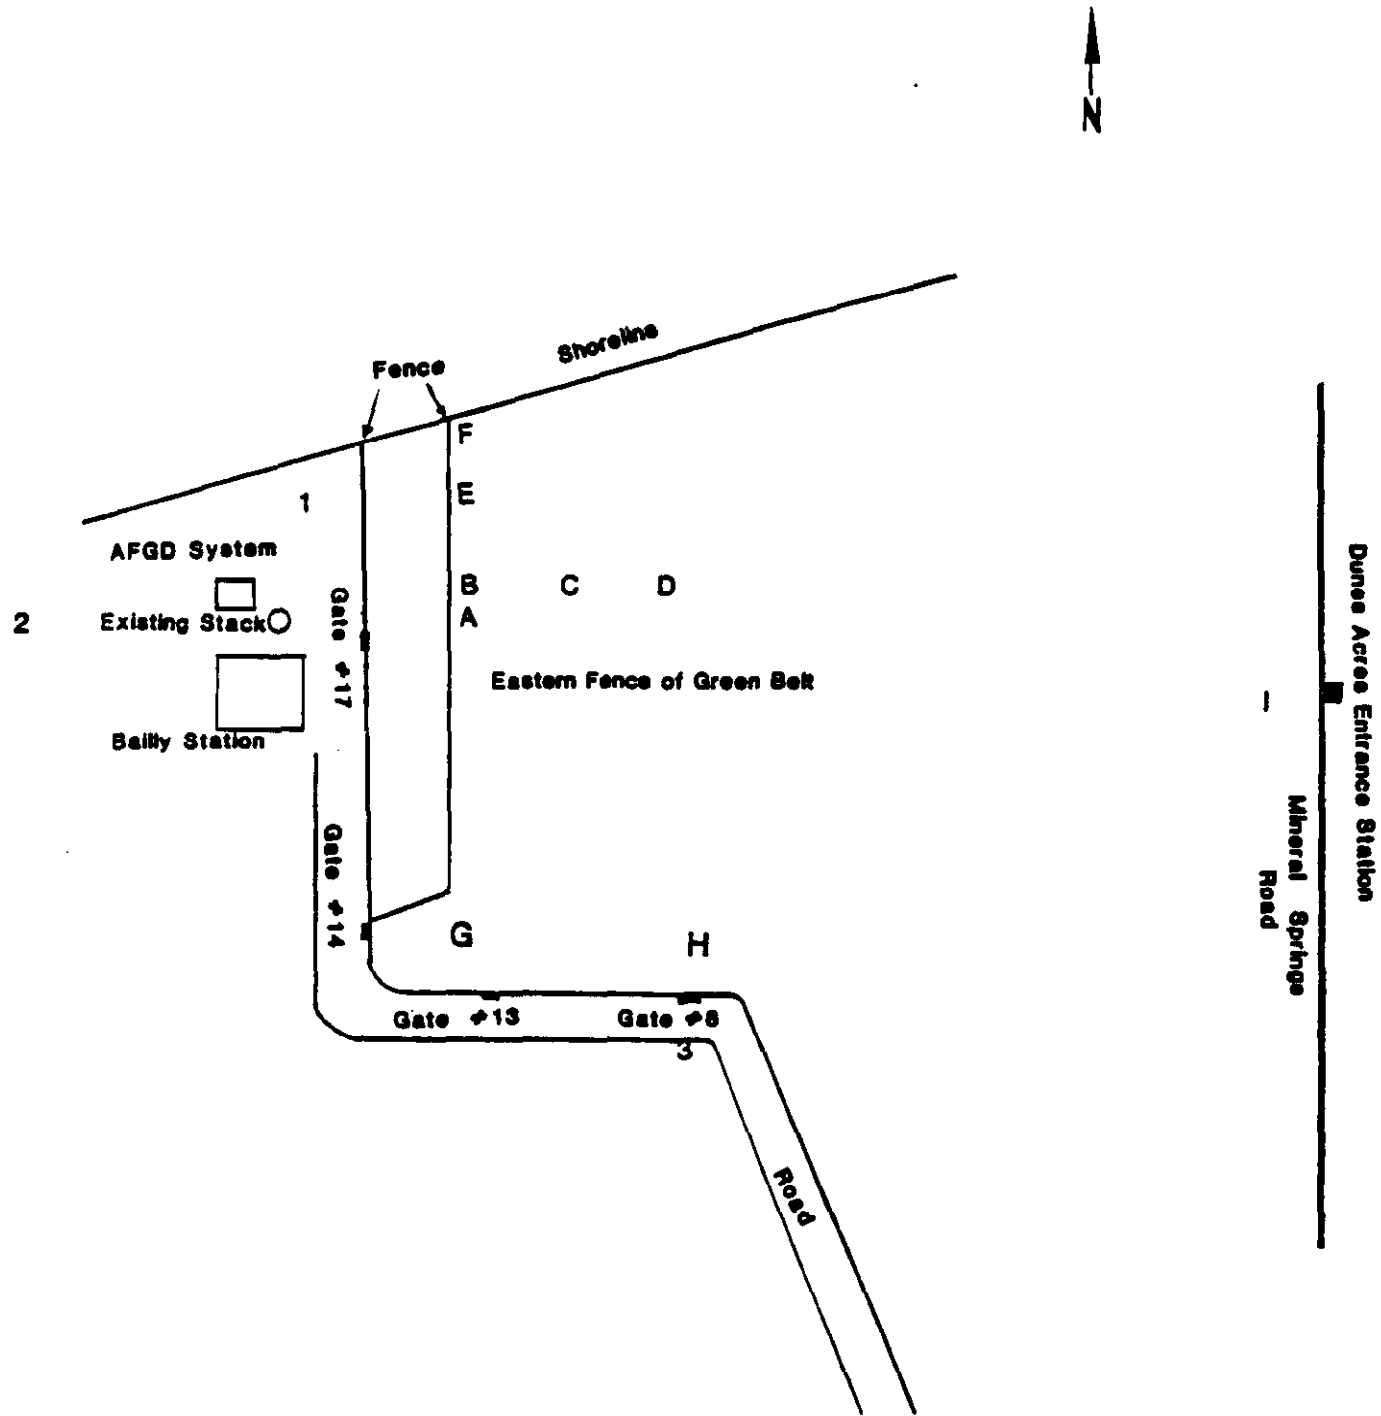 N
Shoreline
Fence
F
1
E
AFGD System
B C D
2
Existing Stack
A
Gate #17
Eastern Fence of Green Belt
Bailly Station
I
Dunes Acres Entrance Station
Mineral Springs
Road
Gate #14
G
H
Gate #13
Gate #8
3
Road